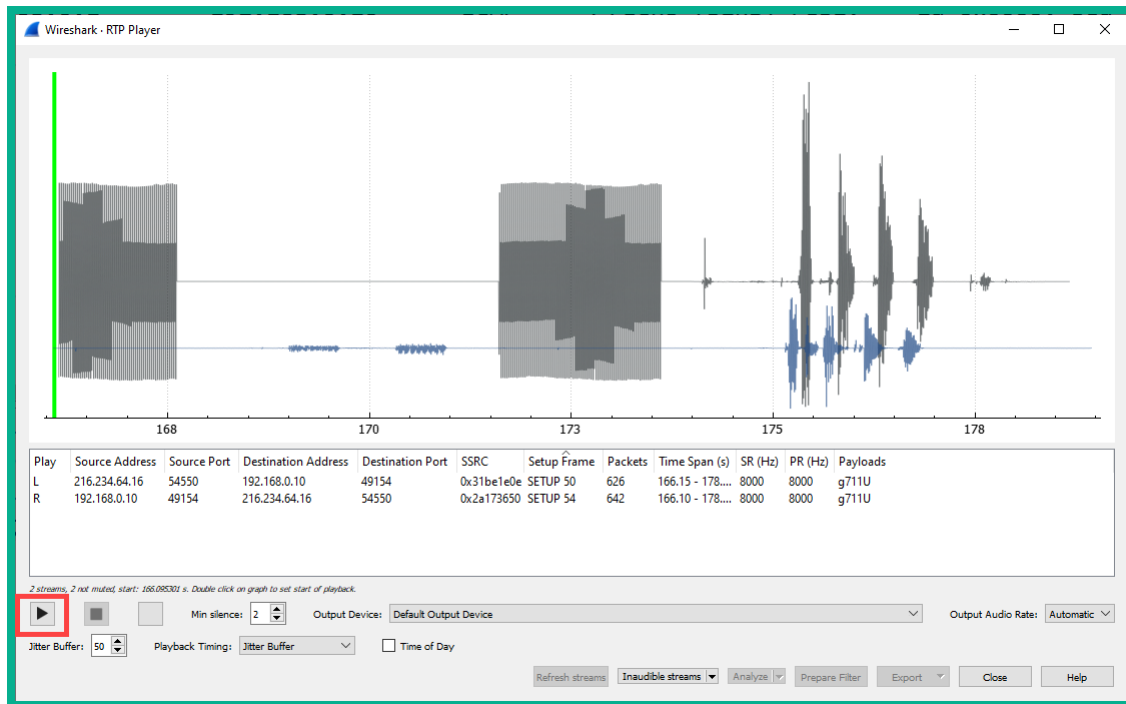 Wireshark · RTP Player
168 170 173 175 178
Play Source Address Source Port Destination Address Destination Port SSRC Setup Frame Packets Time Span (s) SR (Hz) PR (Hz) Payloads
L 216.234.64.16 54550 192.168.0.10 49154 0x31be1e0e SETUP 50 626 166.15 - 178.... 8000 8000 g711U
R 192.168.0.10 49154 216.234.64.16 54550 0x2a173650 SETUP 54 642 166.10 - 178.... 8000 8000 g711U
2 streams, 2 not muted, start: 166.095301 s. Double click on graph to set start of playback.
Min silence: 2 Output Device: Default Output Device Output Audio Rate: Automatic
Jitter Buffer: 50 Playback Timing: Jitter Buffer Time of Day
Refresh streams Inaudible streams Analyze Prepare Filter Export Close Help